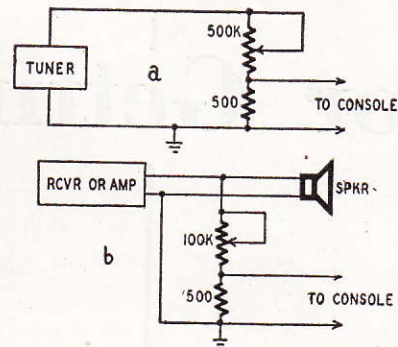 500K
TUNER
a
500
TO CONSOLE
RCVR OR AMP
SPKR
b
100K
500
TO CONSOLE